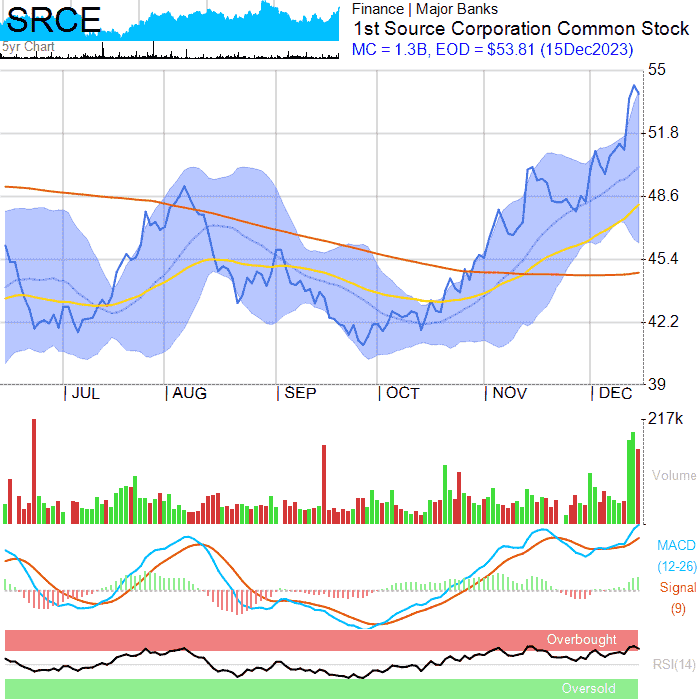 SRCE
5yr Chart
Finance | Major Banks
1st Source Corporation Common Stock
MC = 1.3B, EOD = $53.81 (15Dec2023)
55
51.8
48.6
45.4
42.2
39
| JUL | AUG | SEP | OCT | NOV | DEC
217k
Volume
MACD
(12-26)
Signal
(9)
Overbought
RSI(14)
Oversold